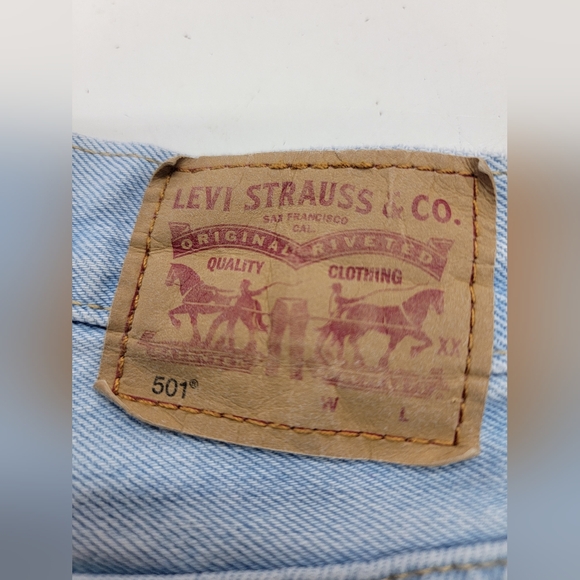 LEVI STRAUSS & CO.
SAN FRANCISCO
CAL.
ORIGINAL RIVETED
QUALITY CLOTHING
XX
501®
W L